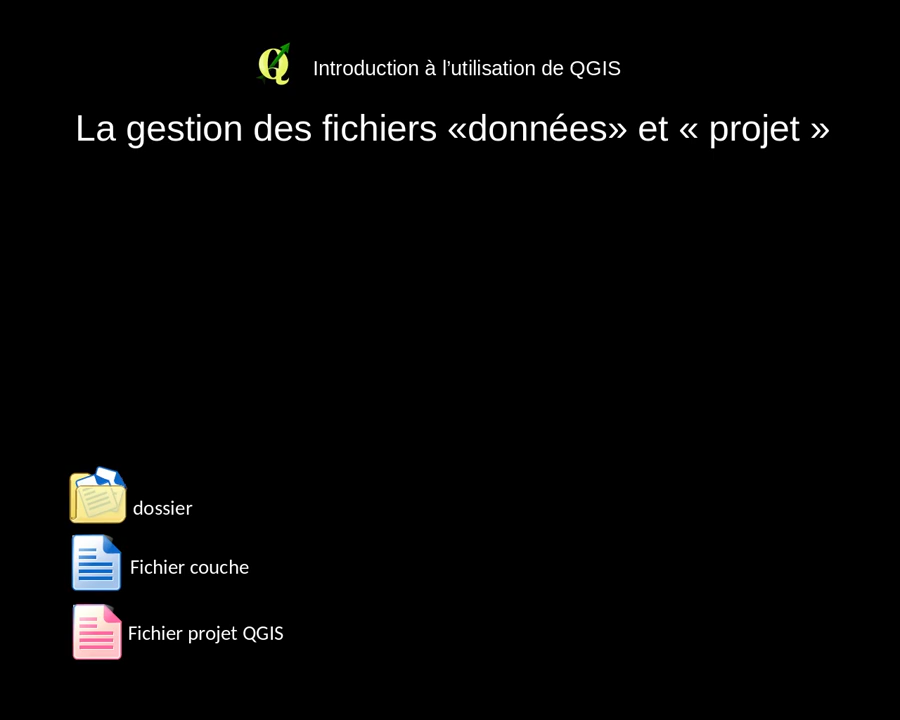 Introduction à l’utilisation de QGIS
La gestion des fichiers «données» et « projet »
dossier
Fichier couche
Fichier projet QGIS